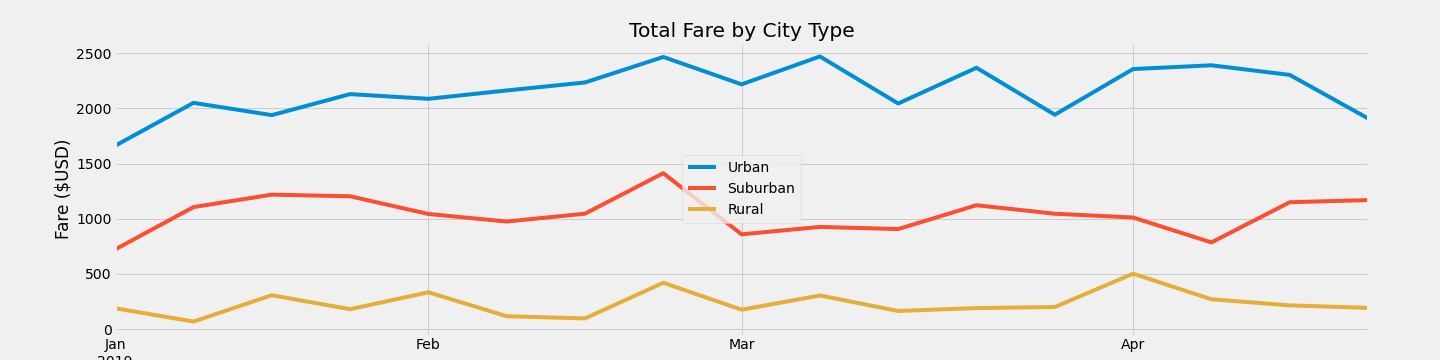 Total Fare by City Type
2500
2000
1500
1000
500
0
Fare ($USD)
Urban
Suburban
Rural
Jan
Feb
Mar
Apr
2019